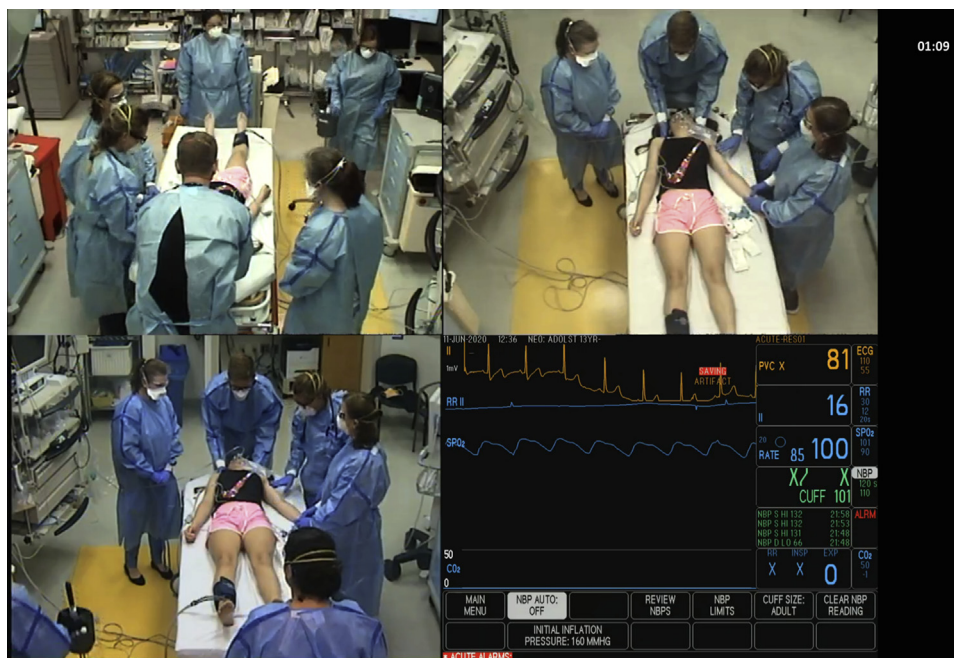 01:09
11-JUN-2020 12:36 NEO: ADOLST 13YR-
ACUTE-RES01
II
1mV
SAVING
ARTIFACT
PVC X 81
ECG
110
55
RR II
II 16
RR
30
12
20s
SPO2
20
RATE 85 100
SPO2
101
90
X/ X
CUFF 101
NBP
120 s
110
NBP S HI 132 21:58
NBP S HI 132 21:53
NBP S HI 131 21:48
NBP D LO 66 21:48
ALRM
50
CO2
0
RR INSP EXP
X X 0
CO2
50
-1
MAIN
MENU
NBP AUTO:
OFF
REVIEW
NBPS
NBP
LIMITS
CUFF SIZE:
ADULT
CLEAR NBP
READING
INITIAL INFLATION
PRESSURE: 160 MMHG
ACUTE ALARMS: